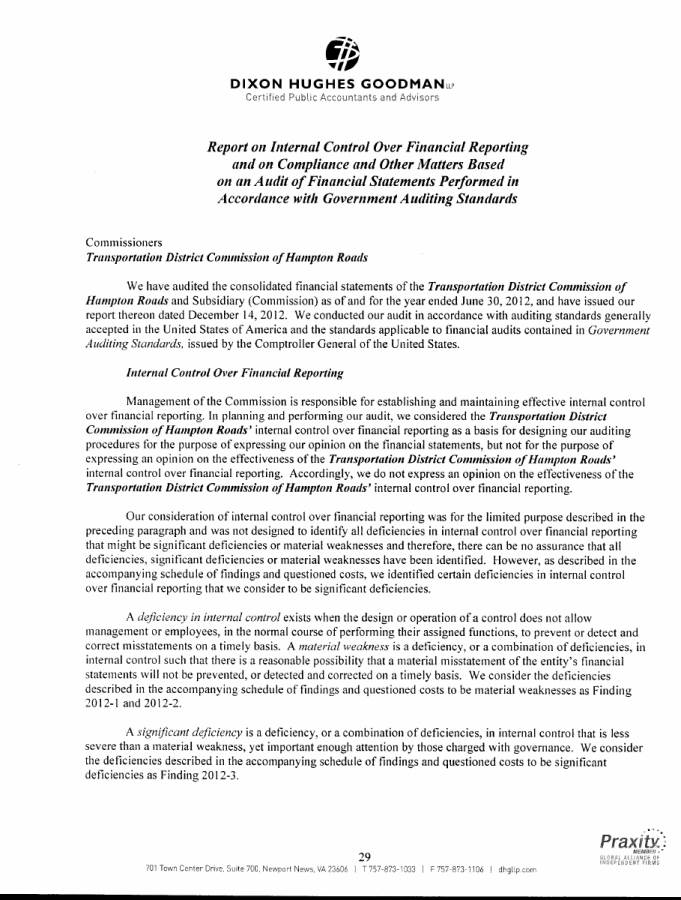 DIXON HUGHES GOODMAN LLP
Certified Public Accountants and Advisors
Report on Internal Control Over Financial Reporting
and on Compliance and Other Matters Based
on an Audit of Financial Statements Performed in
Accordance with Government Auditing Standards
Commissioners
Transportation District Commission of Hampton Roads
We have audited the consolidated financial statements of the Transportation District Commission of
Hampton Roads and Subsidiary (Commission) as of and for the year ended June 30, 2012, and have issued our
report thereon dated December 14, 2012. We conducted our audit in accordance with auditing standards generally
accepted in the United States of America and the standards applicable to financial audits contained in Government
Auditing Standards, issued by the Comptroller General of the United States.
Internal Control Over Financial Reporting
Management of the Commission is responsible for establishing and maintaining effective internal control
over financial reporting. In planning and performing our audit, we considered the Transportation District
Commission of Hampton Roads' internal control over financial reporting as a basis for designing our auditing
procedures for the purpose of expressing our opinion on the financial statements, but not for the purpose of
expressing an opinion on the effectiveness of the Transportation District Commission of Hampton Roads'
internal control over financial reporting. Accordingly, we do not express an opinion on the effectiveness of the
Transportation District Commission of Hampton Roads' internal control over financial reporting.
Our consideration of internal control over financial reporting was for the limited purpose described in the
preceding paragraph and was not designed to identify all deficiencies in internal control over financial reporting
that might be significant deficiencies or material weaknesses and therefore, there can be no assurance that all
deficiencies, significant deficiencies or material weaknesses have been identified. However, as described in the
accompanying schedule of findings and questioned costs, we identified certain deficiencies in internal control
over financial reporting that we consider to be significant deficiencies.
A deficiency in internal control exists when the design or operation of a control does not allow
management or employees, in the normal course of performing their assigned functions, to prevent or detect and
correct misstatements on a timely basis. A material weakness is a deficiency, or a combination of deficiencies, in
internal control such that there is a reasonable possibility that a material misstatement of the entity's financial
statements will not be prevented, or detected and corrected on a timely basis. We consider the deficiencies
described in the accompanying schedule of findings and questioned costs to be material weaknesses as Finding
2012-1 and 2012-2.
A significant deficiency is a deficiency, or a combination of deficiencies, in internal control that is less
severe than a material weakness, yet important enough attention by those charged with governance. We consider
the deficiencies described in the accompanying schedule of findings and questioned costs to be significant
deficiencies as Finding 2012-3.
Praxity
MEMBER
GLOBAL ALLIANCE OF
INDEPENDENT FIRMS
29
701 Town Center Drive, Suite 700, Newport News, VA 23606 | T 757-873-1033 | F 757-873-1106 | dhgllp.com